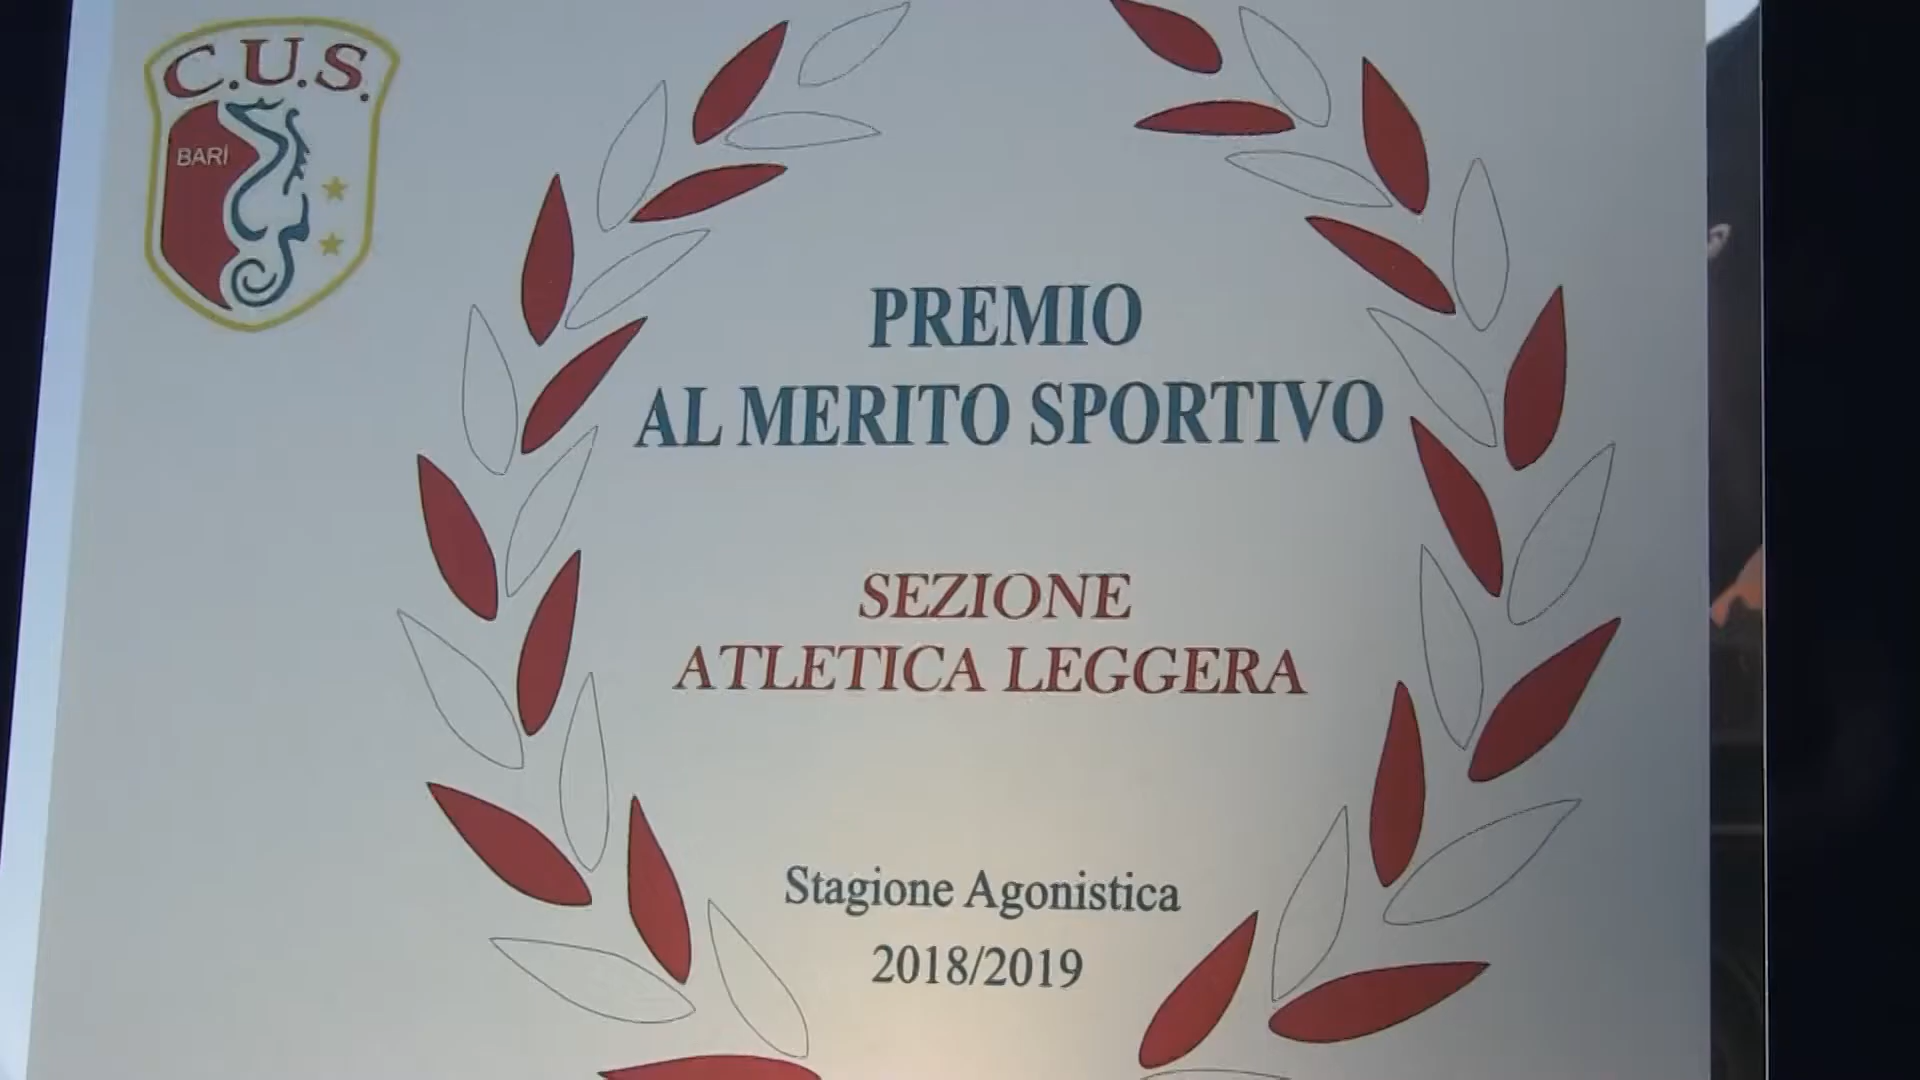 C.U.S.
BARI
PREMIO
AL MERITO SPORTIVO
SEZIONE
ATLETICA LEGGERA
Stagione Agonistica
2018/2019